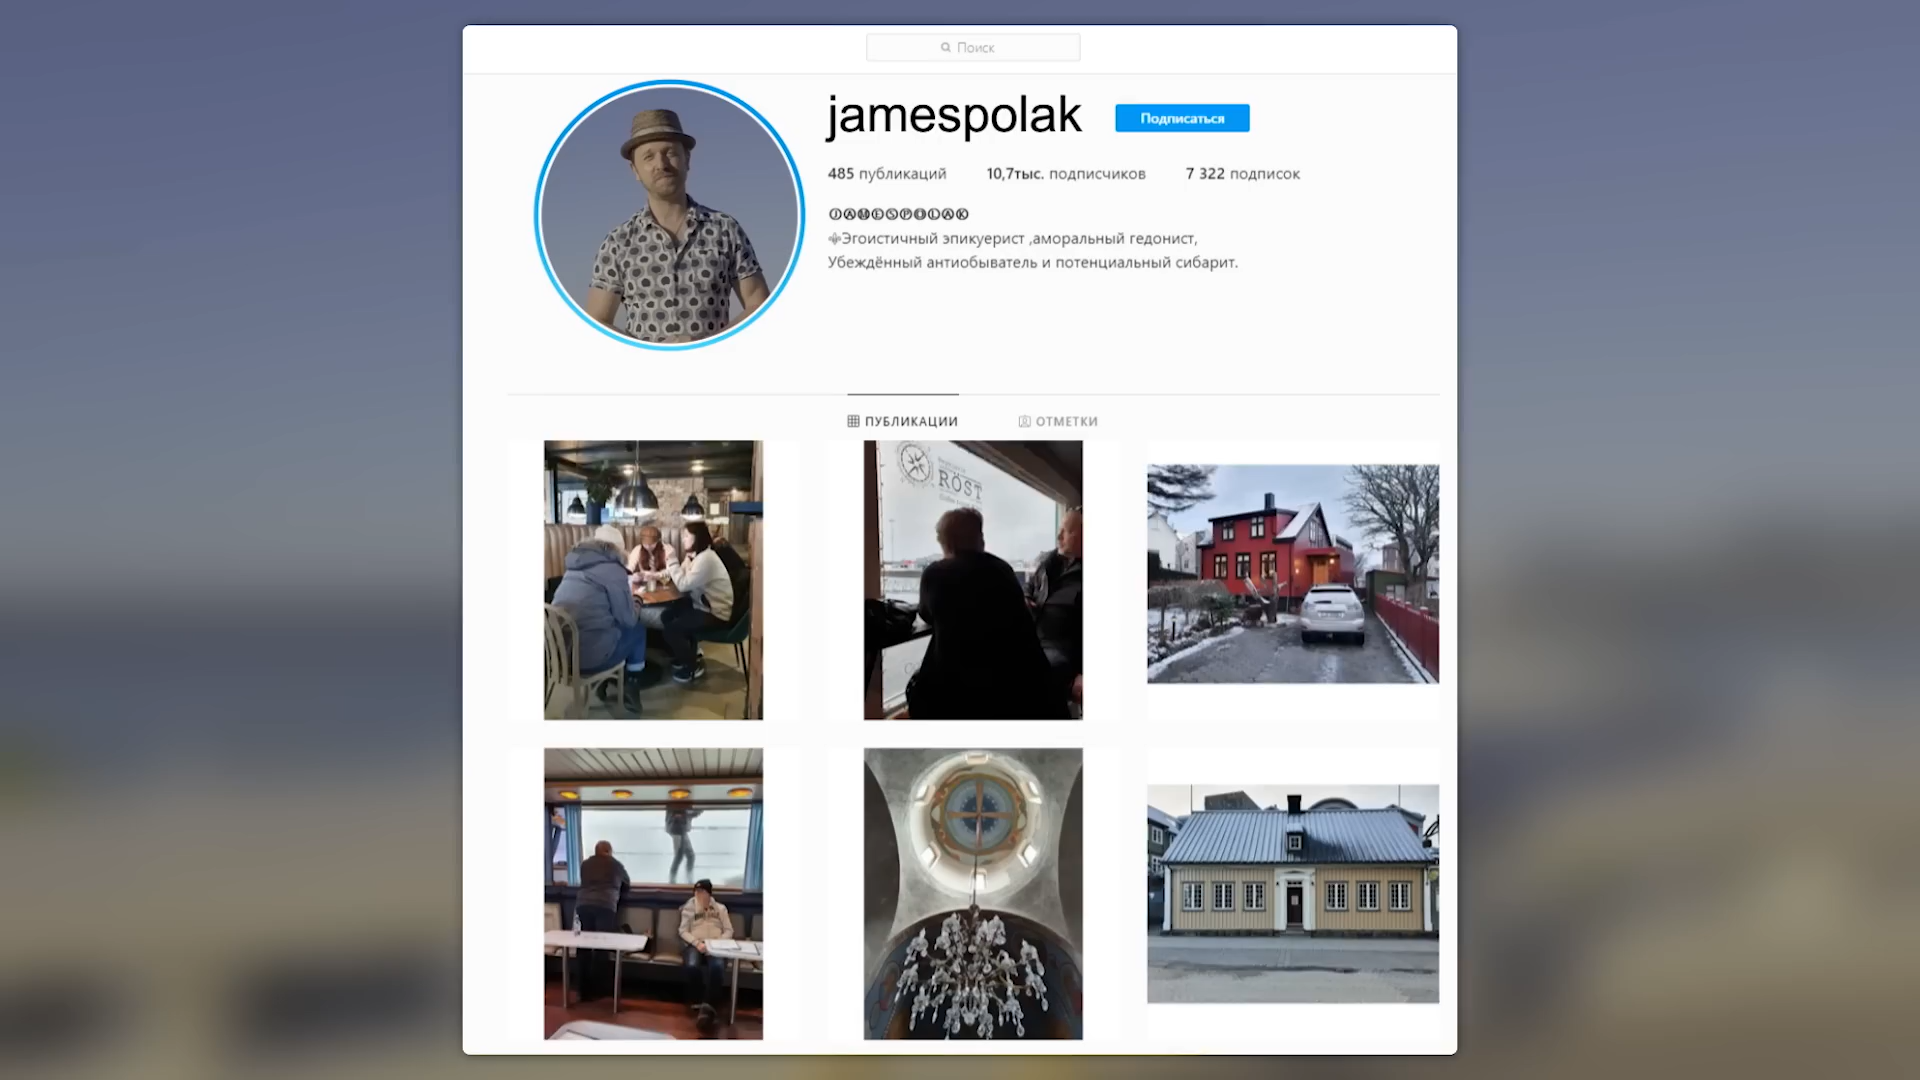 Поиск
jamespolak
Подписаться
485 публикаций 10,7тыс. подписчиков 7 322 подписок
ⒿⒶⓂⒺⓈⓅⓄⓁⒶⓀ
⚜Эгоистичный эпикуерист ,аморальный гедонист,
Убеждённый антиобыватель и потенциальный сибарит.
ПУБЛИКАЦИИ ОТМЕТКИ
RÖST